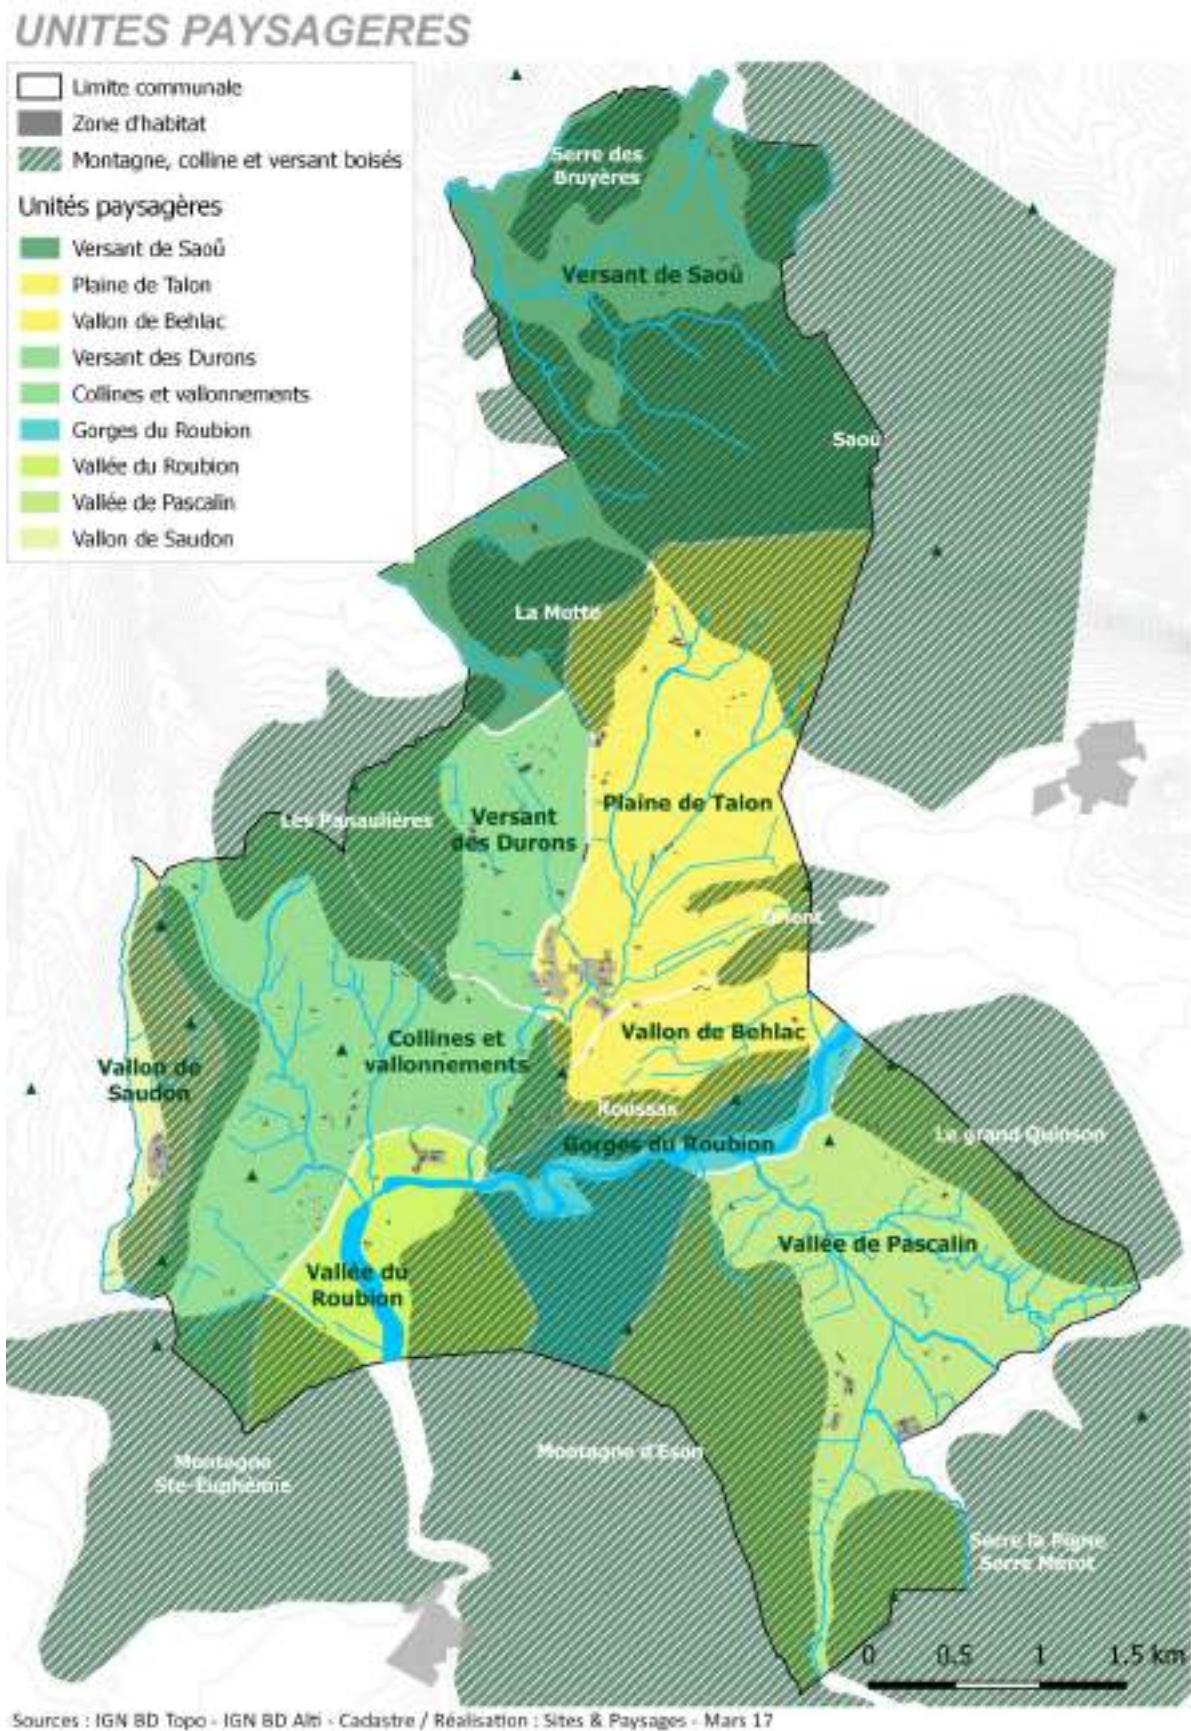 UNITES PAYSAGERES
Limite communale
Zone d'habitat
Montagne, colline et versant boisés
Unités paysagères
Versant de Saoû
Plaine de Talon
Vallon de Behlac
Versant des Durons
Collines et vallonnements
Gorges du Roubion
Vallée du Roubion
Vallée de Pascalin
Vallon de Saudon
Serre des
Bruyères
Versant de Saoû
Saoû
La Motte
Plaine de Talon
Les Panaulières
Versant
des Durons
Vallon de Behlac
Collines et
vallonnements
Vallon de
Saudon
Roussas
Gorges du Roubion
Le grand Quinson
Vallée de Pascalin
Vallée du
Roubion
Montagne d'Eson
Montagne
Ste-Euphémie
Serre la Pigne
Serre Mérot
0 0.5 1 1.5 km
Sources : IGN BD Topo - IGN BD Alti - Cadastre / Réalisation : Sites & Paysages - Mars 17